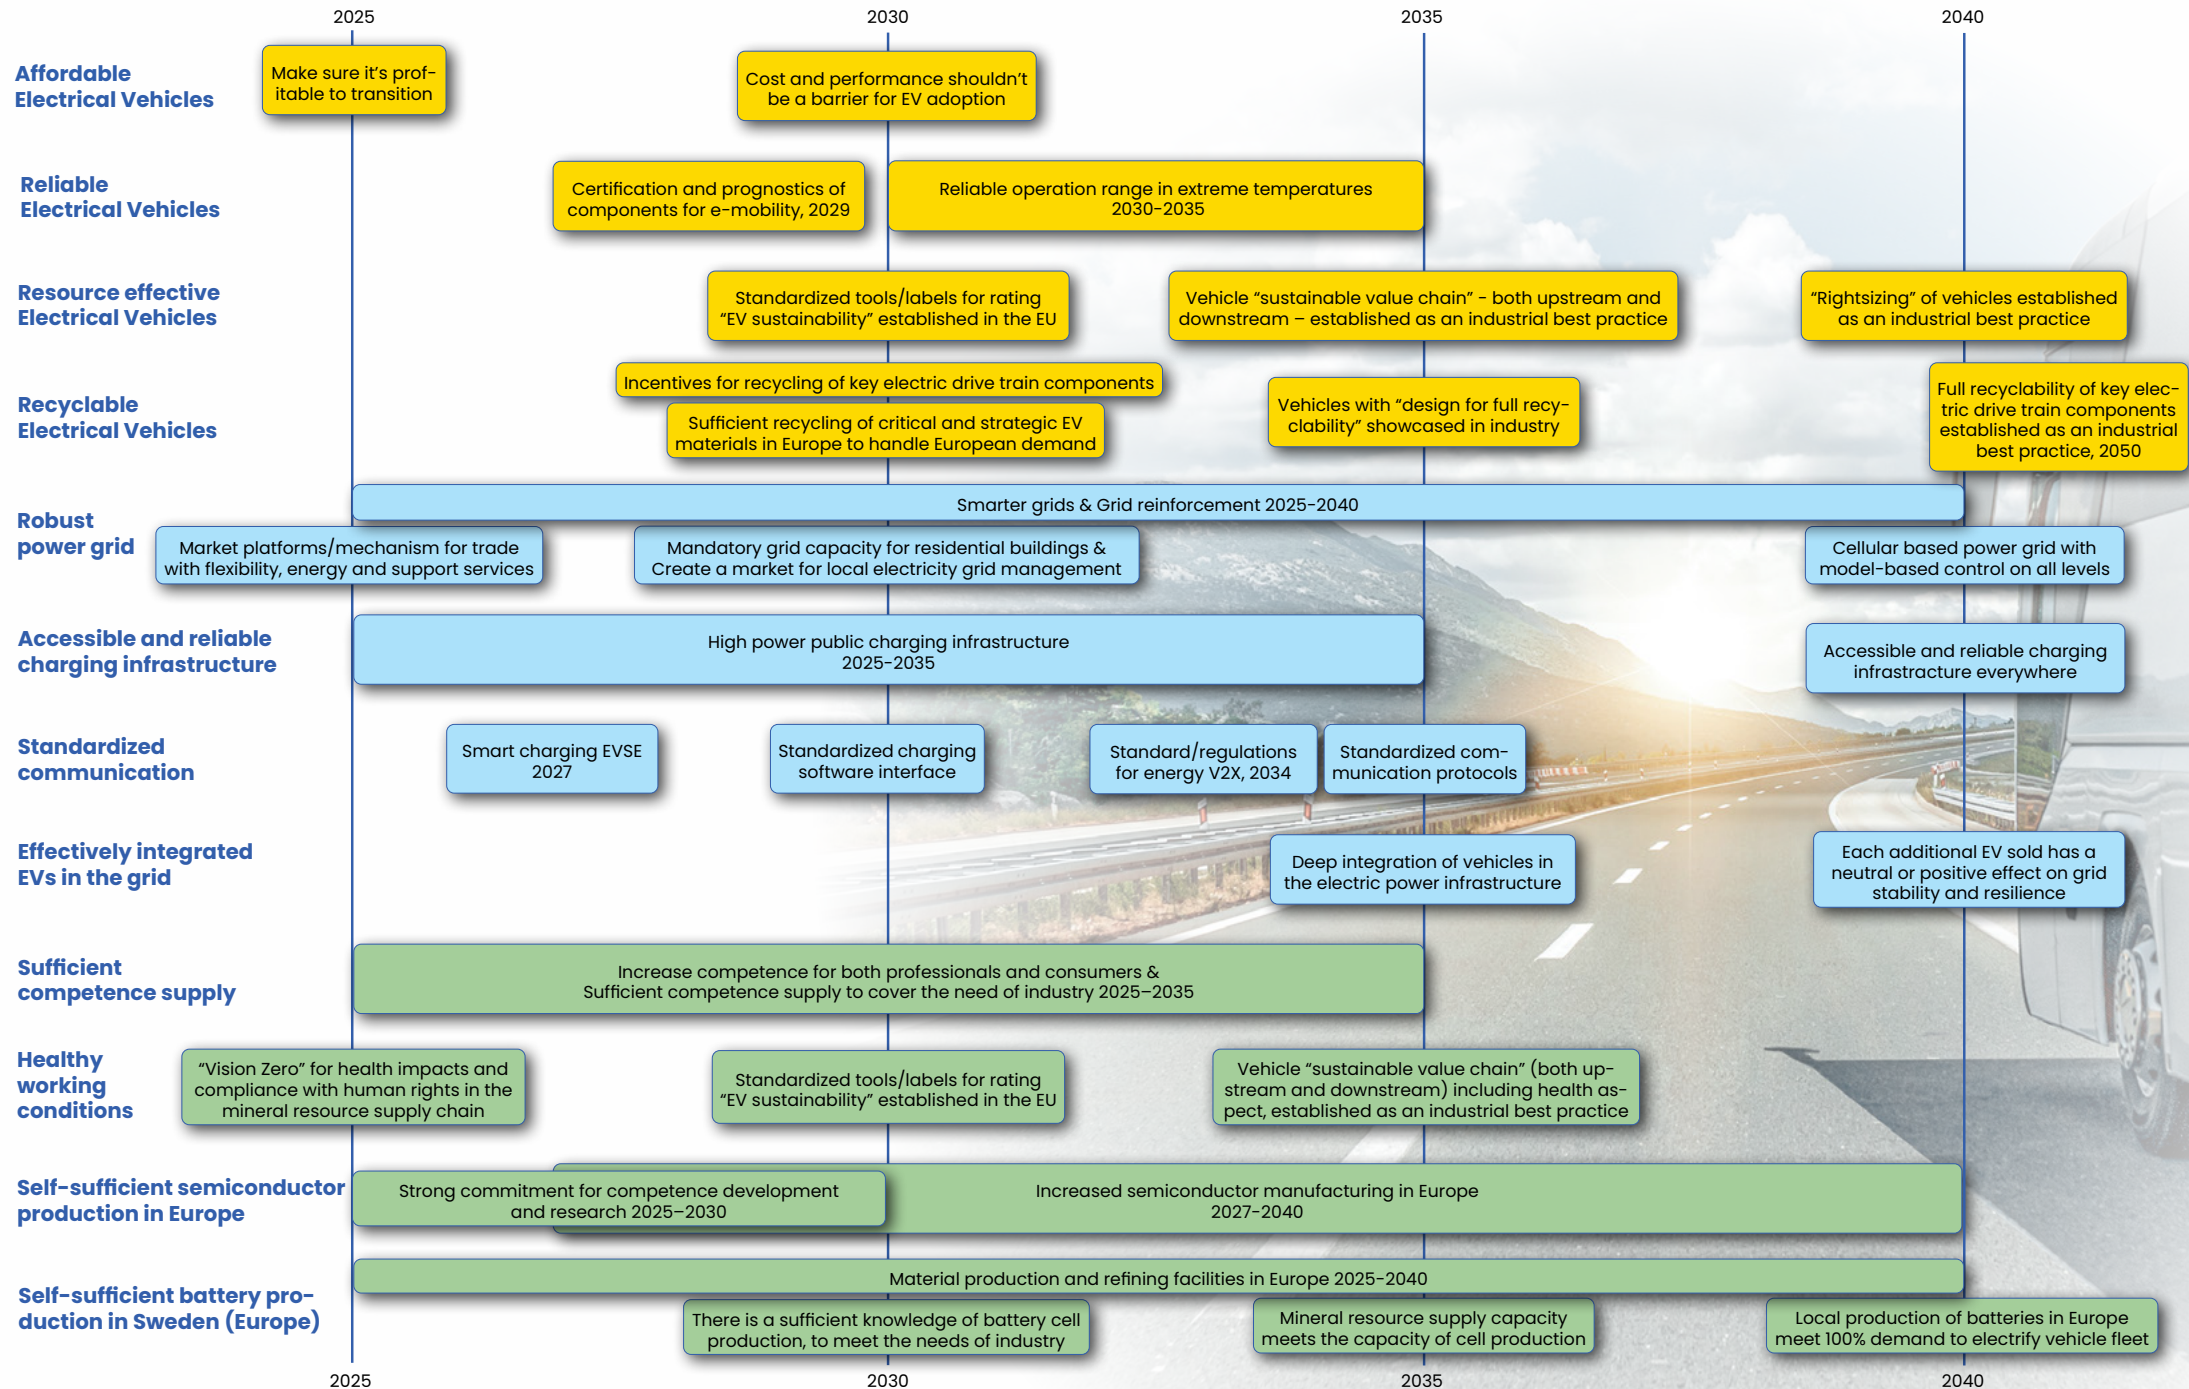 2025
2030
2035
2040
Affordable
Electrical Vehicles
Make sure it's prof-
itable to transition
Cost and performance shouldn't
be a barrier for EV adoption
Reliable
Electrical Vehicles
Certification and prognostics of
components for e-mobility, 2029
Reliable operation range in extreme temperatures
2030-2035
Resource effective
Electrical Vehicles
Standardized tools/labels for rating
“EV sustainability” established in the EU
Vehicle “sustainable value chain” - both upstream and
downstream – established as an industrial best practice
“Rightsizing” of vehicles established
as an industrial best practice
Recyclable
Electrical Vehicles
Incentives for recycling of key electric drive train components
Sufficient recycling of critical and strategic EV
materials in Europe to handle European demand
Vehicles with “design for full recy-
clability” showcased in industry
Full recyclability of key elec-
tric drive train components
established as an industrial
best practice, 2050
Robust
power grid
Smarter grids & Grid reinforcement 2025-2040
Market platforms/mechanism for trade
with flexibility, energy and support services
Mandatory grid capacity for residential buildings &
Create a market for local electricity grid management
Cellular based power grid with
model-based control on all levels
Accessible and reliable
charging infrastructure
High power public charging infrastructure
2025-2035
Accessible and reliable charging
infrastracture everywhere
Standardized
communication
Smart charging EVSE
2027
Standardized charging
software interface
Standard/regulations
for energy V2X, 2034
Standardized com-
munication protocols
Effectively integrated
EVs in the grid
Deep integration of vehicles in
the electric power infrastructure
Each additional EV sold has a
neutral or positive effect on grid
stability and resilience
Sufficient
competence supply
Increase competence for both professionals and consumers &
Sufficient competence supply to cover the need of industry 2025–2035
Healthy
working
conditions
“Vision Zero” for health impacts and
compliance with human rights in the
mineral resource supply chain
Standardized tools/labels for rating
“EV sustainability” established in the EU
Vehicle “sustainable value chain” (both up-
stream and downstream) including health as-
pect, established as an industrial best practice
Self-sufficient semiconductor
production in Europe
Strong commitment for competence development
and research 2025–2030
Increased semiconductor manufacturing in Europe
2027-2040
Self-sufficient battery pro-
duction in Sweden (Europe)
Material production and refining facilities in Europe 2025-2040
There is a sufficient knowledge of battery cell
production, to meet the needs of industry
Mineral resource supply capacity
meets the capacity of cell production
Local production of batteries in Europe
meet 100% demand to electrify vehicle fleet
2025
2030
2035
2040